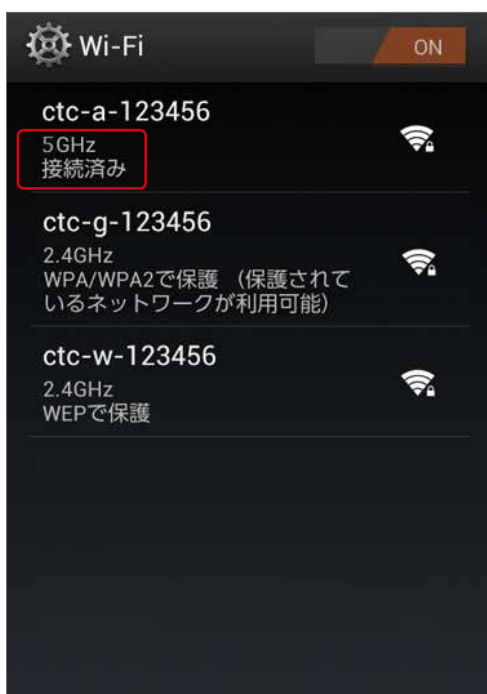 Wi-Fi
ON
ctc-a-123456
5GHz
接続済み
ctc-g-123456
2.4GHz
WPA/WPA2で保護 （保護されて
いるネットワークが利用可能）
ctc-w-123456
2.4GHz
WEPで保護